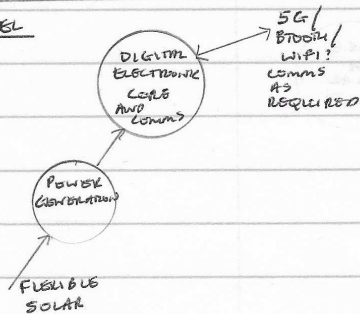 EL
5G/
BTOOTH/
WIFI?
COMMS
AS
REQUIRED
DIGITAL
ELECTRONIC
CORE
AND
COMMS
POWER
GENERATION
FLEXIBLE
SOLAR